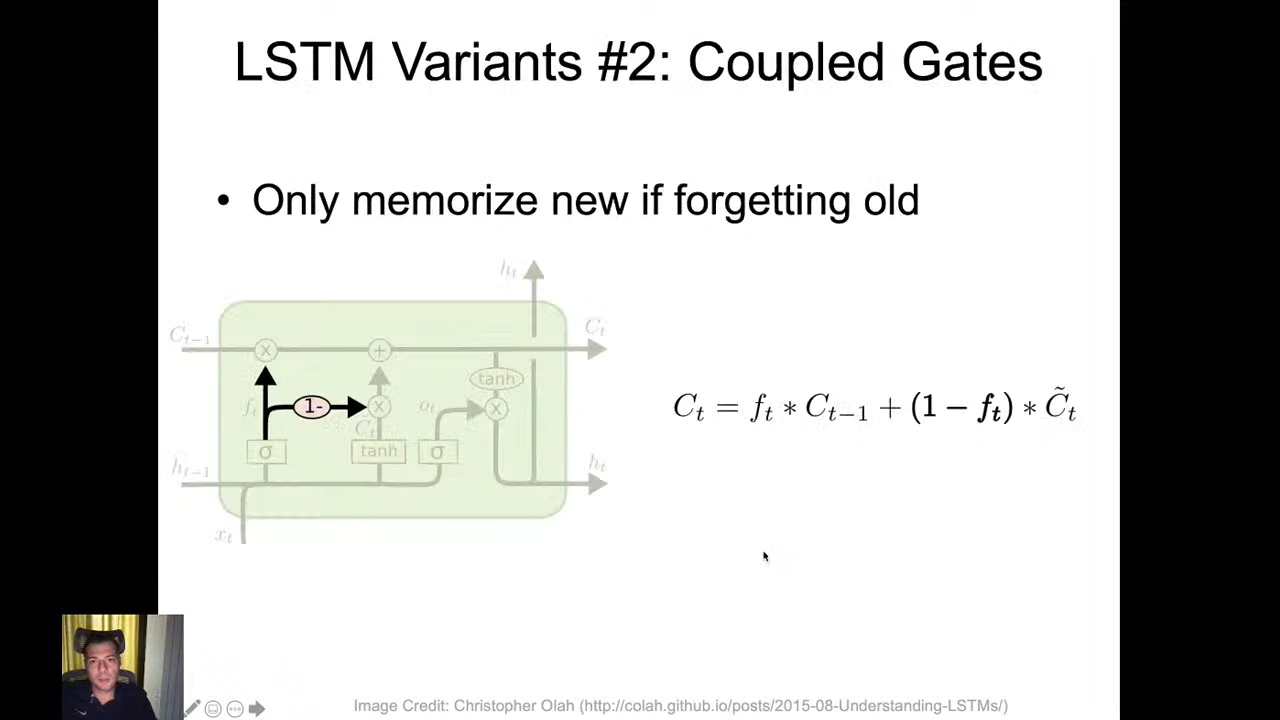 LSTM Variants #2: Coupled Gates
• Only memorize new if forgetting old
h_t
C_{t-1}
C_t
x
+
tanh
f_t
1-
x
o_t
x
C̃_t
σ
tanh
σ
h_{t-1}
h_t
x_t
C_t = f_t * C_{t-1} + (1 − f_t) * C̃_t
Image Credit: Christopher Olah (http://colah.github.io/posts/2015-08-Understanding-LSTMs/)